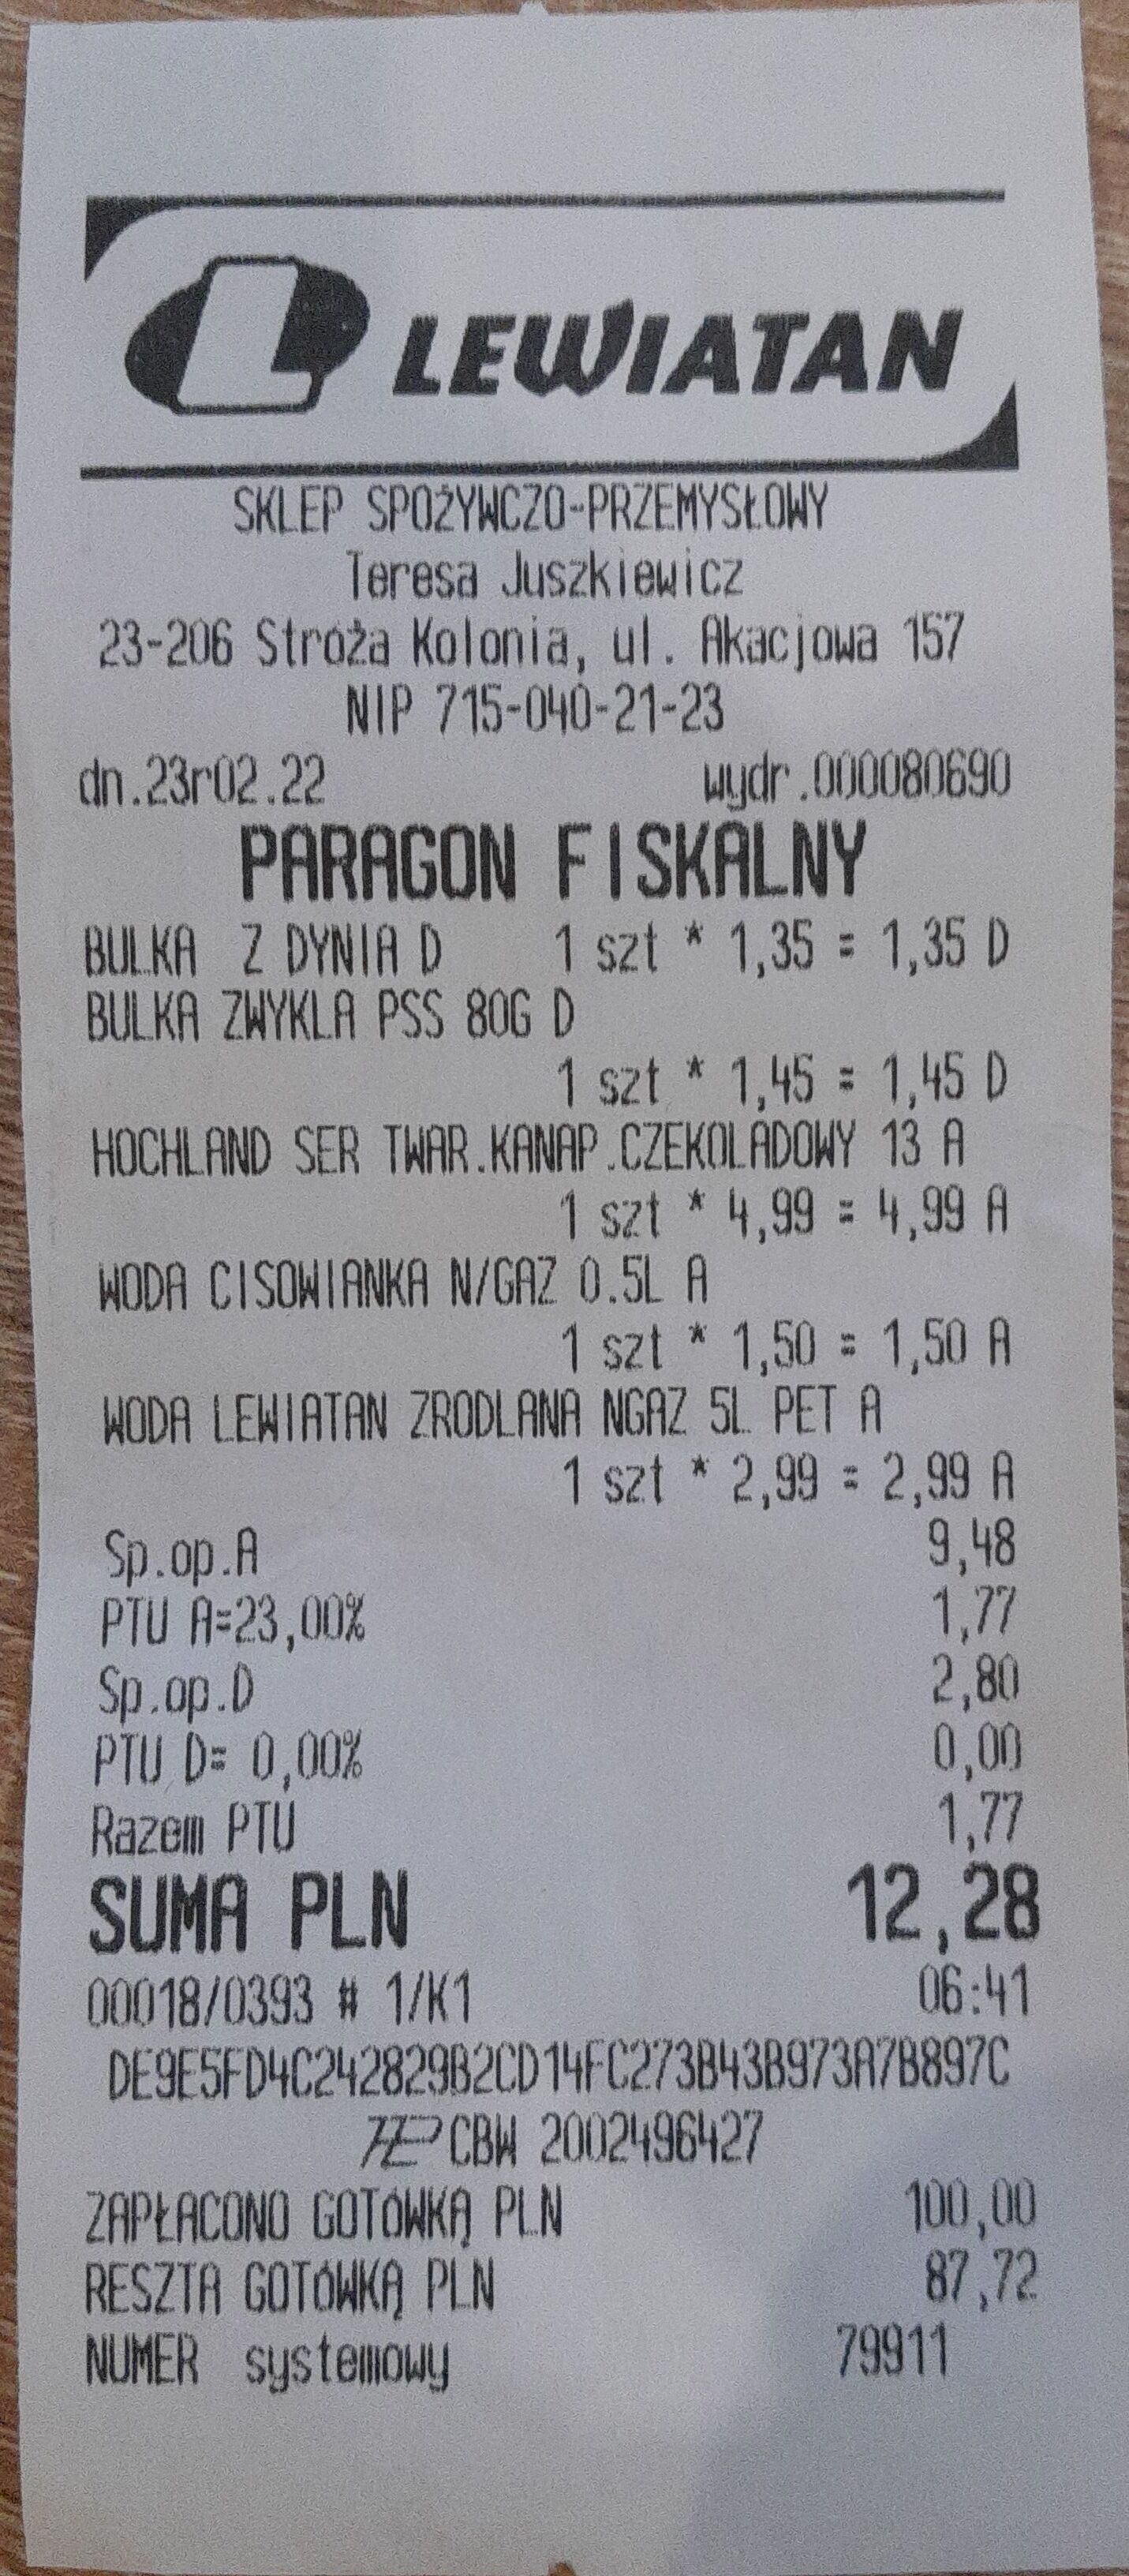 LEWIATAN
SKLEP SPOŻYWCZO-PRZEMYSŁOWY
Teresa Juszkiewicz
23-206 Stróża Kolonia, ul. Akacjowa 157
NIP 715-040-21-23
dn.23r02.22 wydr.000080690
PARAGON FISKALNY
BULKA Z DYNIA D 1 szt * 1,35 = 1,35 D
BULKA ZWYKLA PSS 80G D
1 szt * 1,45 = 1,45 D
HOCHLAND SER TWAR.KANAP.CZEKOLADOWY 13 A
1 szt * 4,99 = 4,99 A
WODA CISOWIANKA N/GAZ 0.5L A
1 szt * 1,50 = 1,50 A
WODA LEWIATAN ZRODLANA NGAZ 5L PET A
1 szt * 2,99 = 2,99 A
Sp.op.A 9,48
PTU A=23,00% 1,77
Sp.op.D 2,80
PTU D= 0,00% 0,00
Razem PTU 1,77
SUMA PLN 12,28
00018/0393 # 1/K1 06:41
DE9E5FD4C242829B2CD14FC273B43B973A7B897C
CBW 2002496427
ZAPŁACONO GOTÓWKĄ PLN 100,00
RESZTA GOTÓWKĄ PLN 87,72
NUMER systemowy 79911